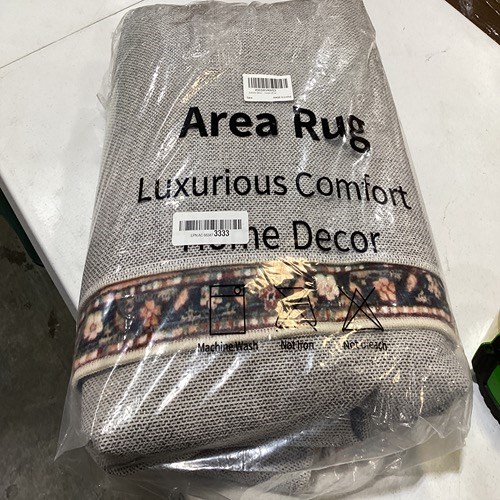 Area Rug
Luxurious Comfort
3333
Home Decor
Machine Wash
Not Iron
Not Bleach